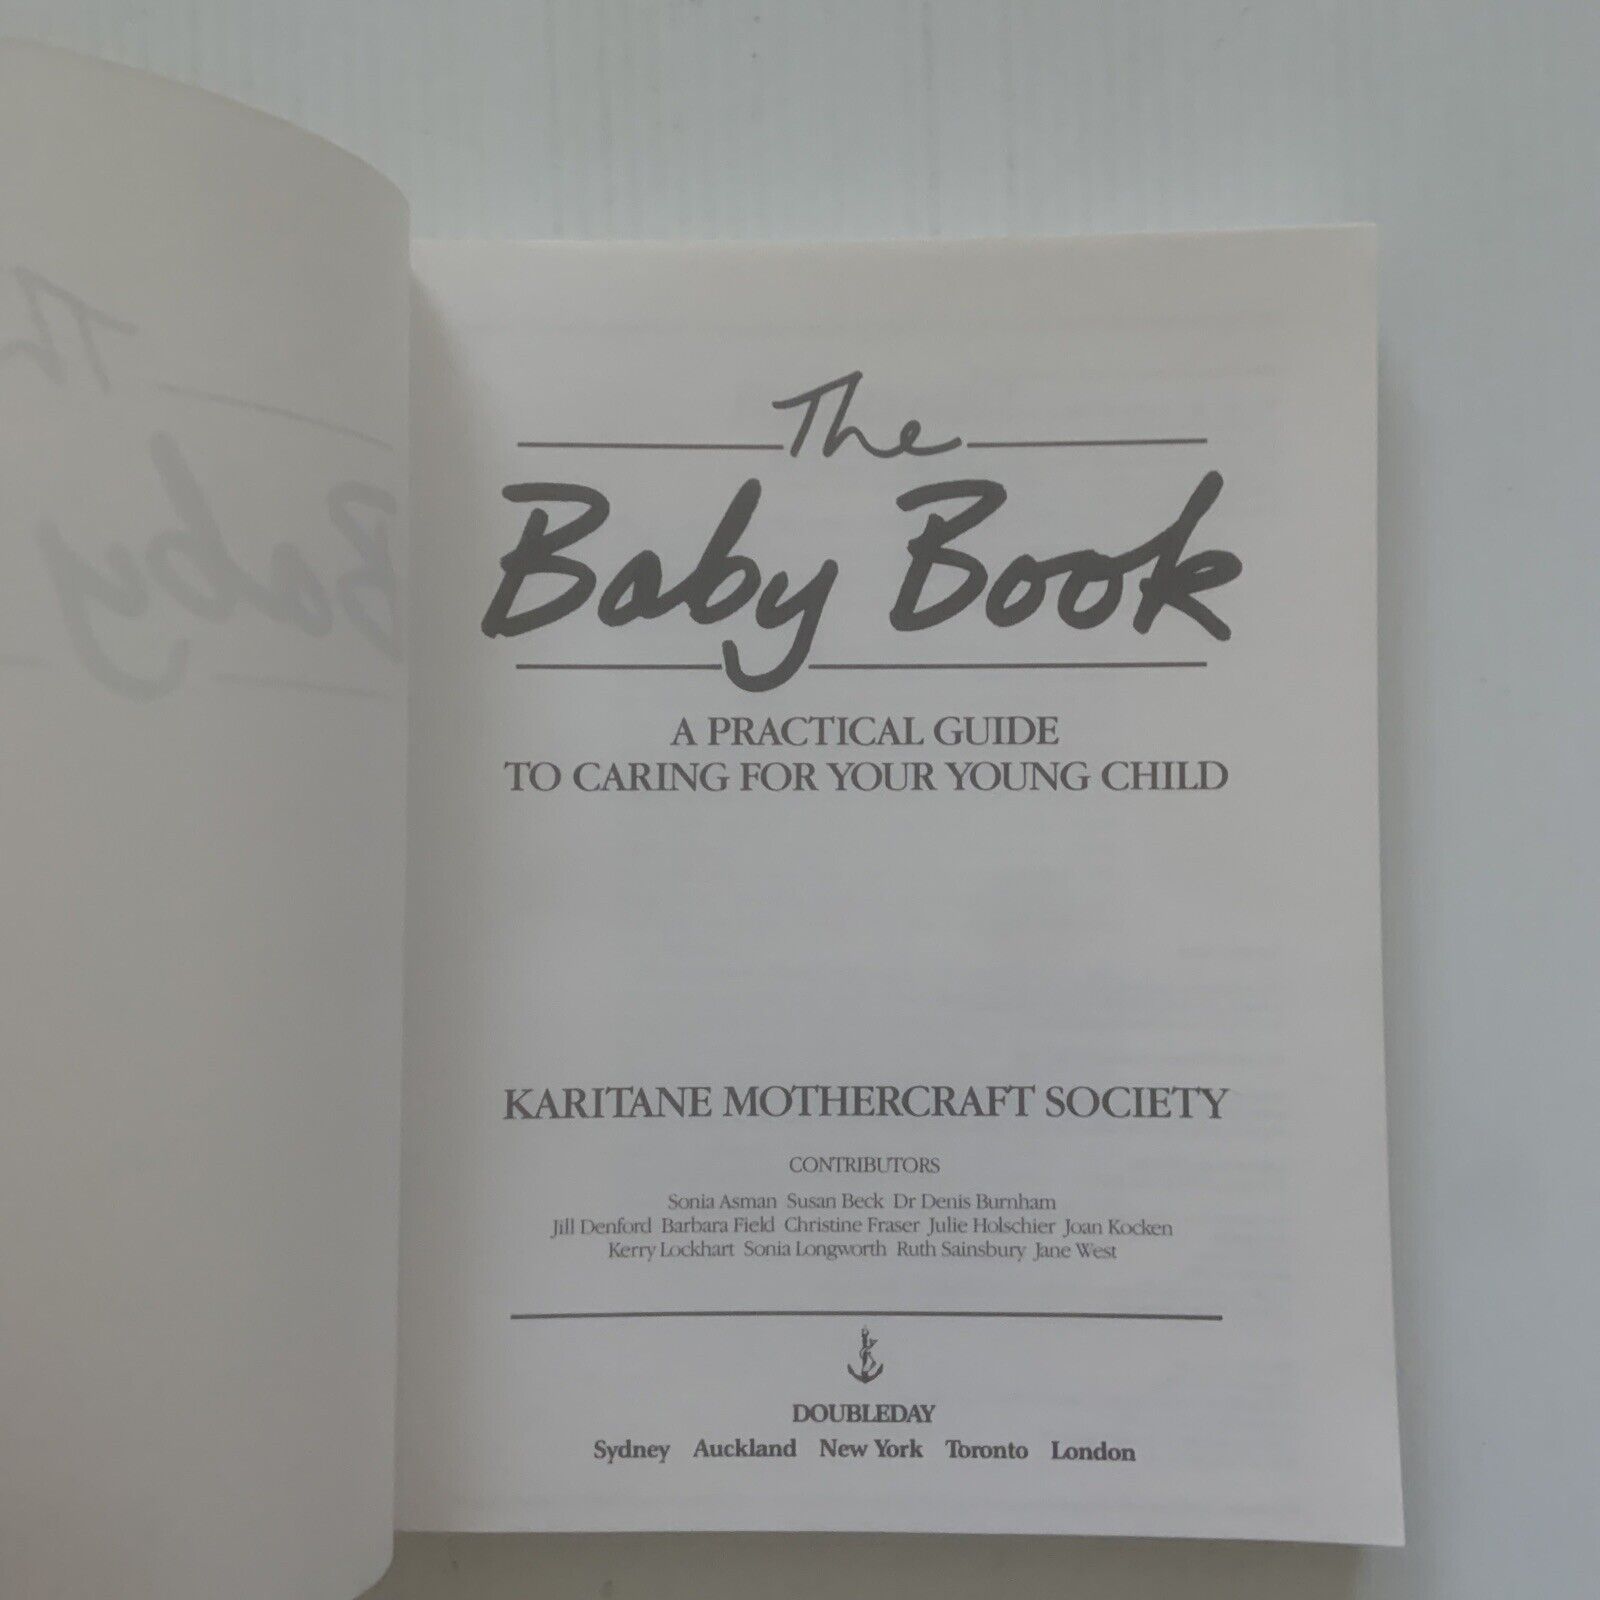 The
Baby Book
A PRACTICAL GUIDE
TO CARING FOR YOUR YOUNG CHILD
KARITANE MOTHERCRAFT SOCIETY
CONTRIBUTORS
Sonia Asman Susan Beck Dr Denis Burnham
Jill Denford Barbara Field Christine Fraser Julie Holschier Joan Kocken
Kerry Lockhart Sonia Longworth Ruth Sainsbury Jane West
DOUBLEDAY
Sydney Auckland New York Toronto London